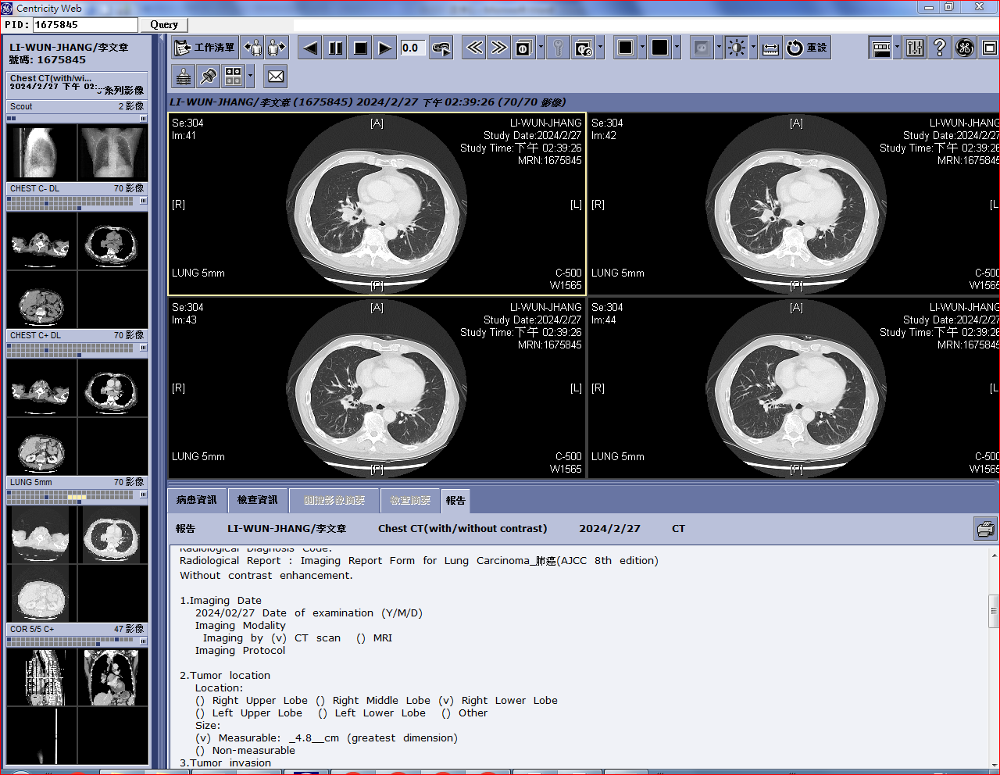 Centricity Web
PID: 1675845 Query
LI-WUN-JHANG/李文章
號碼: 1675845
Chest CT(with/wi...
2024/2/27 下午 02:... 系列影像
Scout 2 影像
CHEST C- DL 70 影像
CHEST C+ DL 70 影像
LUNG 5mm 70 影像
COR 5/5 C+ 47 影像
工作清單 0.0 重設
LI-WUN-JHANG/李文章 (1675845) 2024/2/27 下午 02:39:26 (70/70 影像)
Se:304 [A] LI-WUN-JHANG
Im:41 Study Date:2024/2/27
Study Time:下午 02:39:26
MRN:1675845
[R] [L]
LUNG 5mm C-500
[P] W1565
Se:304 [A] LI-WUN-JHANG
Im:42 Study Date:2024/2/27
Study Time:下午 02:39:26
MRN:1675845
[R] [L
LUNG 5mm C-500
[P] W1565
Se:304 [A] LI-WUN-JHANG
Im:43 Study Date:2024/2/27
Study Time:下午 02:39:26
MRN:1675845
[R] [L]
LUNG 5mm C-500
[P] W1565
Se:304 [A] LI-WUN-JHANG
Im:44 Study Date:2024/2/27
Study Time:下午 02:39:26
MRN:1675845
[R] [L
LUNG 5mm C-500
[P] W1565
病患資訊 檢查資訊 關鍵影像摘要 檢查摘要 報告
報告 LI-WUN-JHANG/李文章 Chest CT(with/without contrast) 2024/2/27 CT
Radiological Diagnosis Code:
Radiological Report : Imaging Report Form for Lung Carcinoma_肺癌(AJCC 8th edition)
Without contrast enhancement.
1.Imaging Date
2024/02/27 Date of examination (Y/M/D)
Imaging Modality
Imaging by (v) CT scan () MRI
Imaging Protocol
2.Tumor location
Location:
() Right Upper Lobe () Right Middle Lobe (v) Right Lower Lobe
() Left Upper Lobe () Left Lower Lobe () Other
Size:
(v) Measurable: _4.8__cm (greatest dimension)
() Non-measurable
3.Tumor invasion